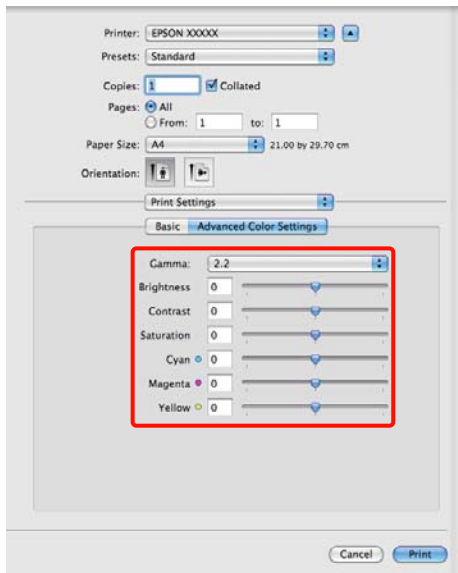 Printer: EPSON XXXXX
Presets: Standard
Copies: 1 Collated
Pages: All
From: 1 to: 1
Paper Size: A4 21.00 by 29.70 cm
Orientation:
Print Settings
Basic Advanced Color Settings
Gamma: 2.2
Brightness 0
Contrast 0
Saturation 0
Cyan 0
Magenta 0
Yellow 0
Cancel Print